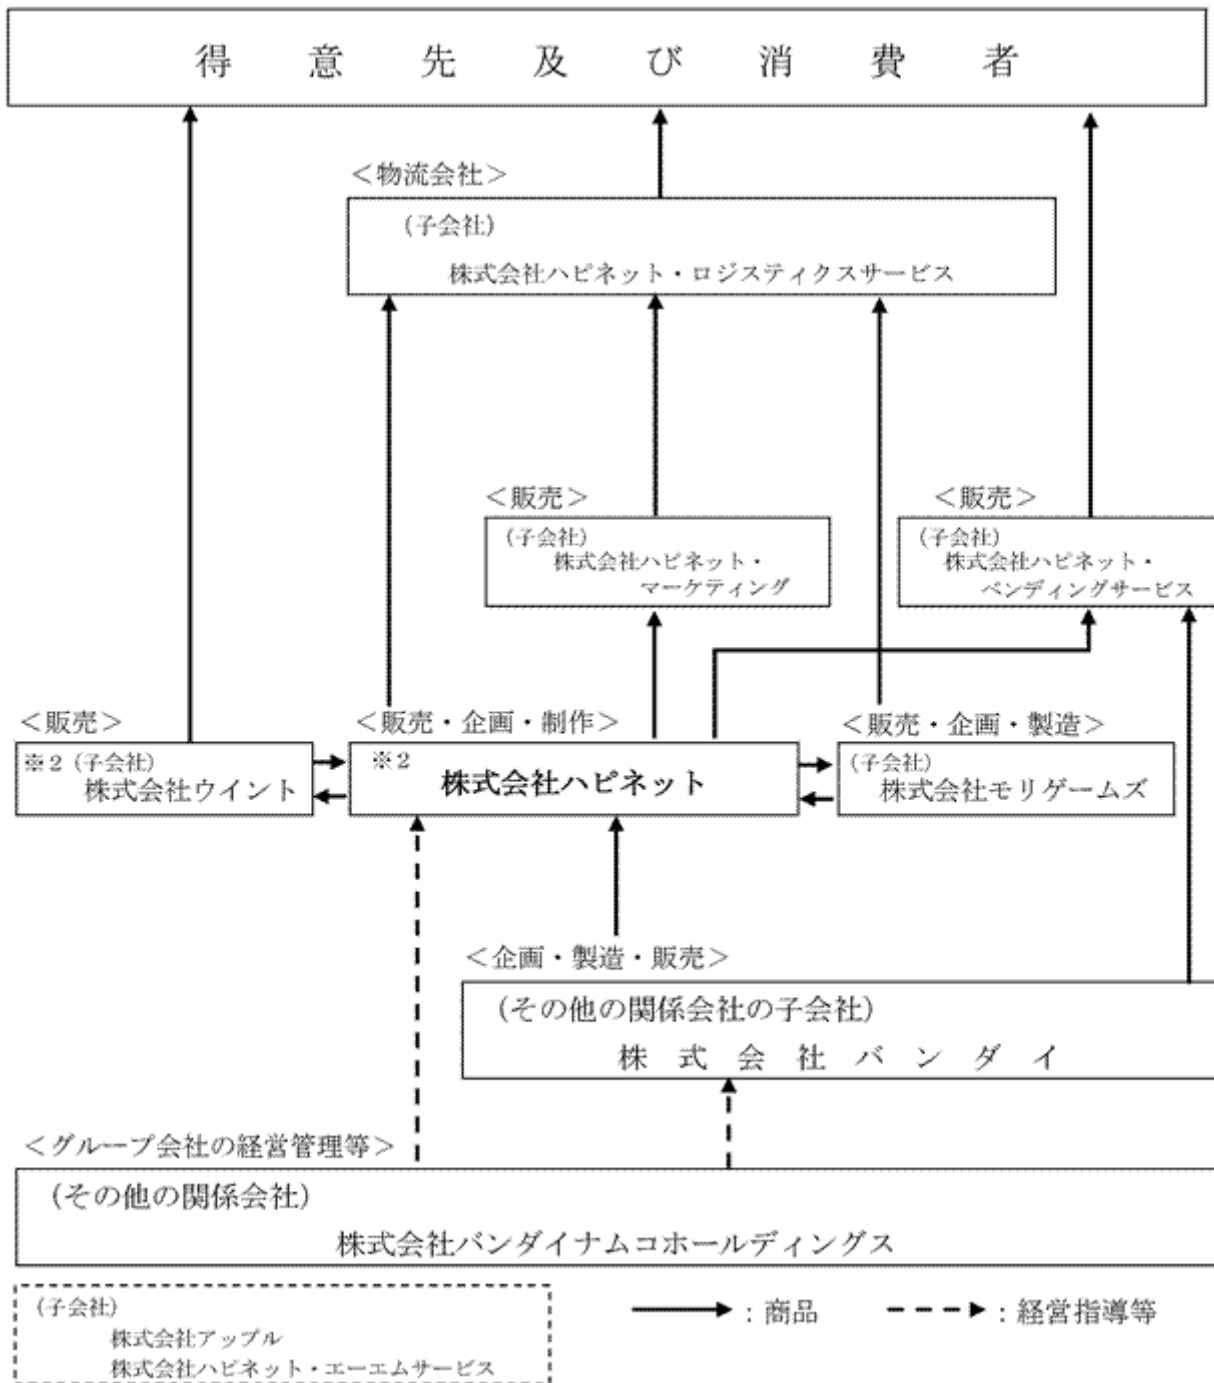 得意先及び消費者
＜物流会社＞
(子会社)
株式会社ハピネット・ロジスティクスサービス
＜販売＞
(子会社)
株式会社ハピネット・
マーケティング
＜販売＞
(子会社)
株式会社ハピネット・
ベンディングサービス
＜販売＞
※2 (子会社)
株式会社ウイント
＜販売・企画・制作＞
※2
株式会社ハピネット
＜販売・企画・製造＞
(子会社)
株式会社モリゲームズ
＜企画・製造・販売＞
(その他の関係会社の子会社)
株式会社バンダイ
＜グループ会社の経営管理等＞
(その他の関係会社)
株式会社バンダイナムコホールディングス
(子会社)
株式会社アップル
株式会社ハピネット・エーエムサービス
：商品
：経営指導等